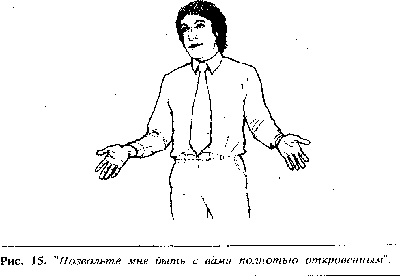 Рис. 15. "Позвольте мне быть с вами полностью откровенным".